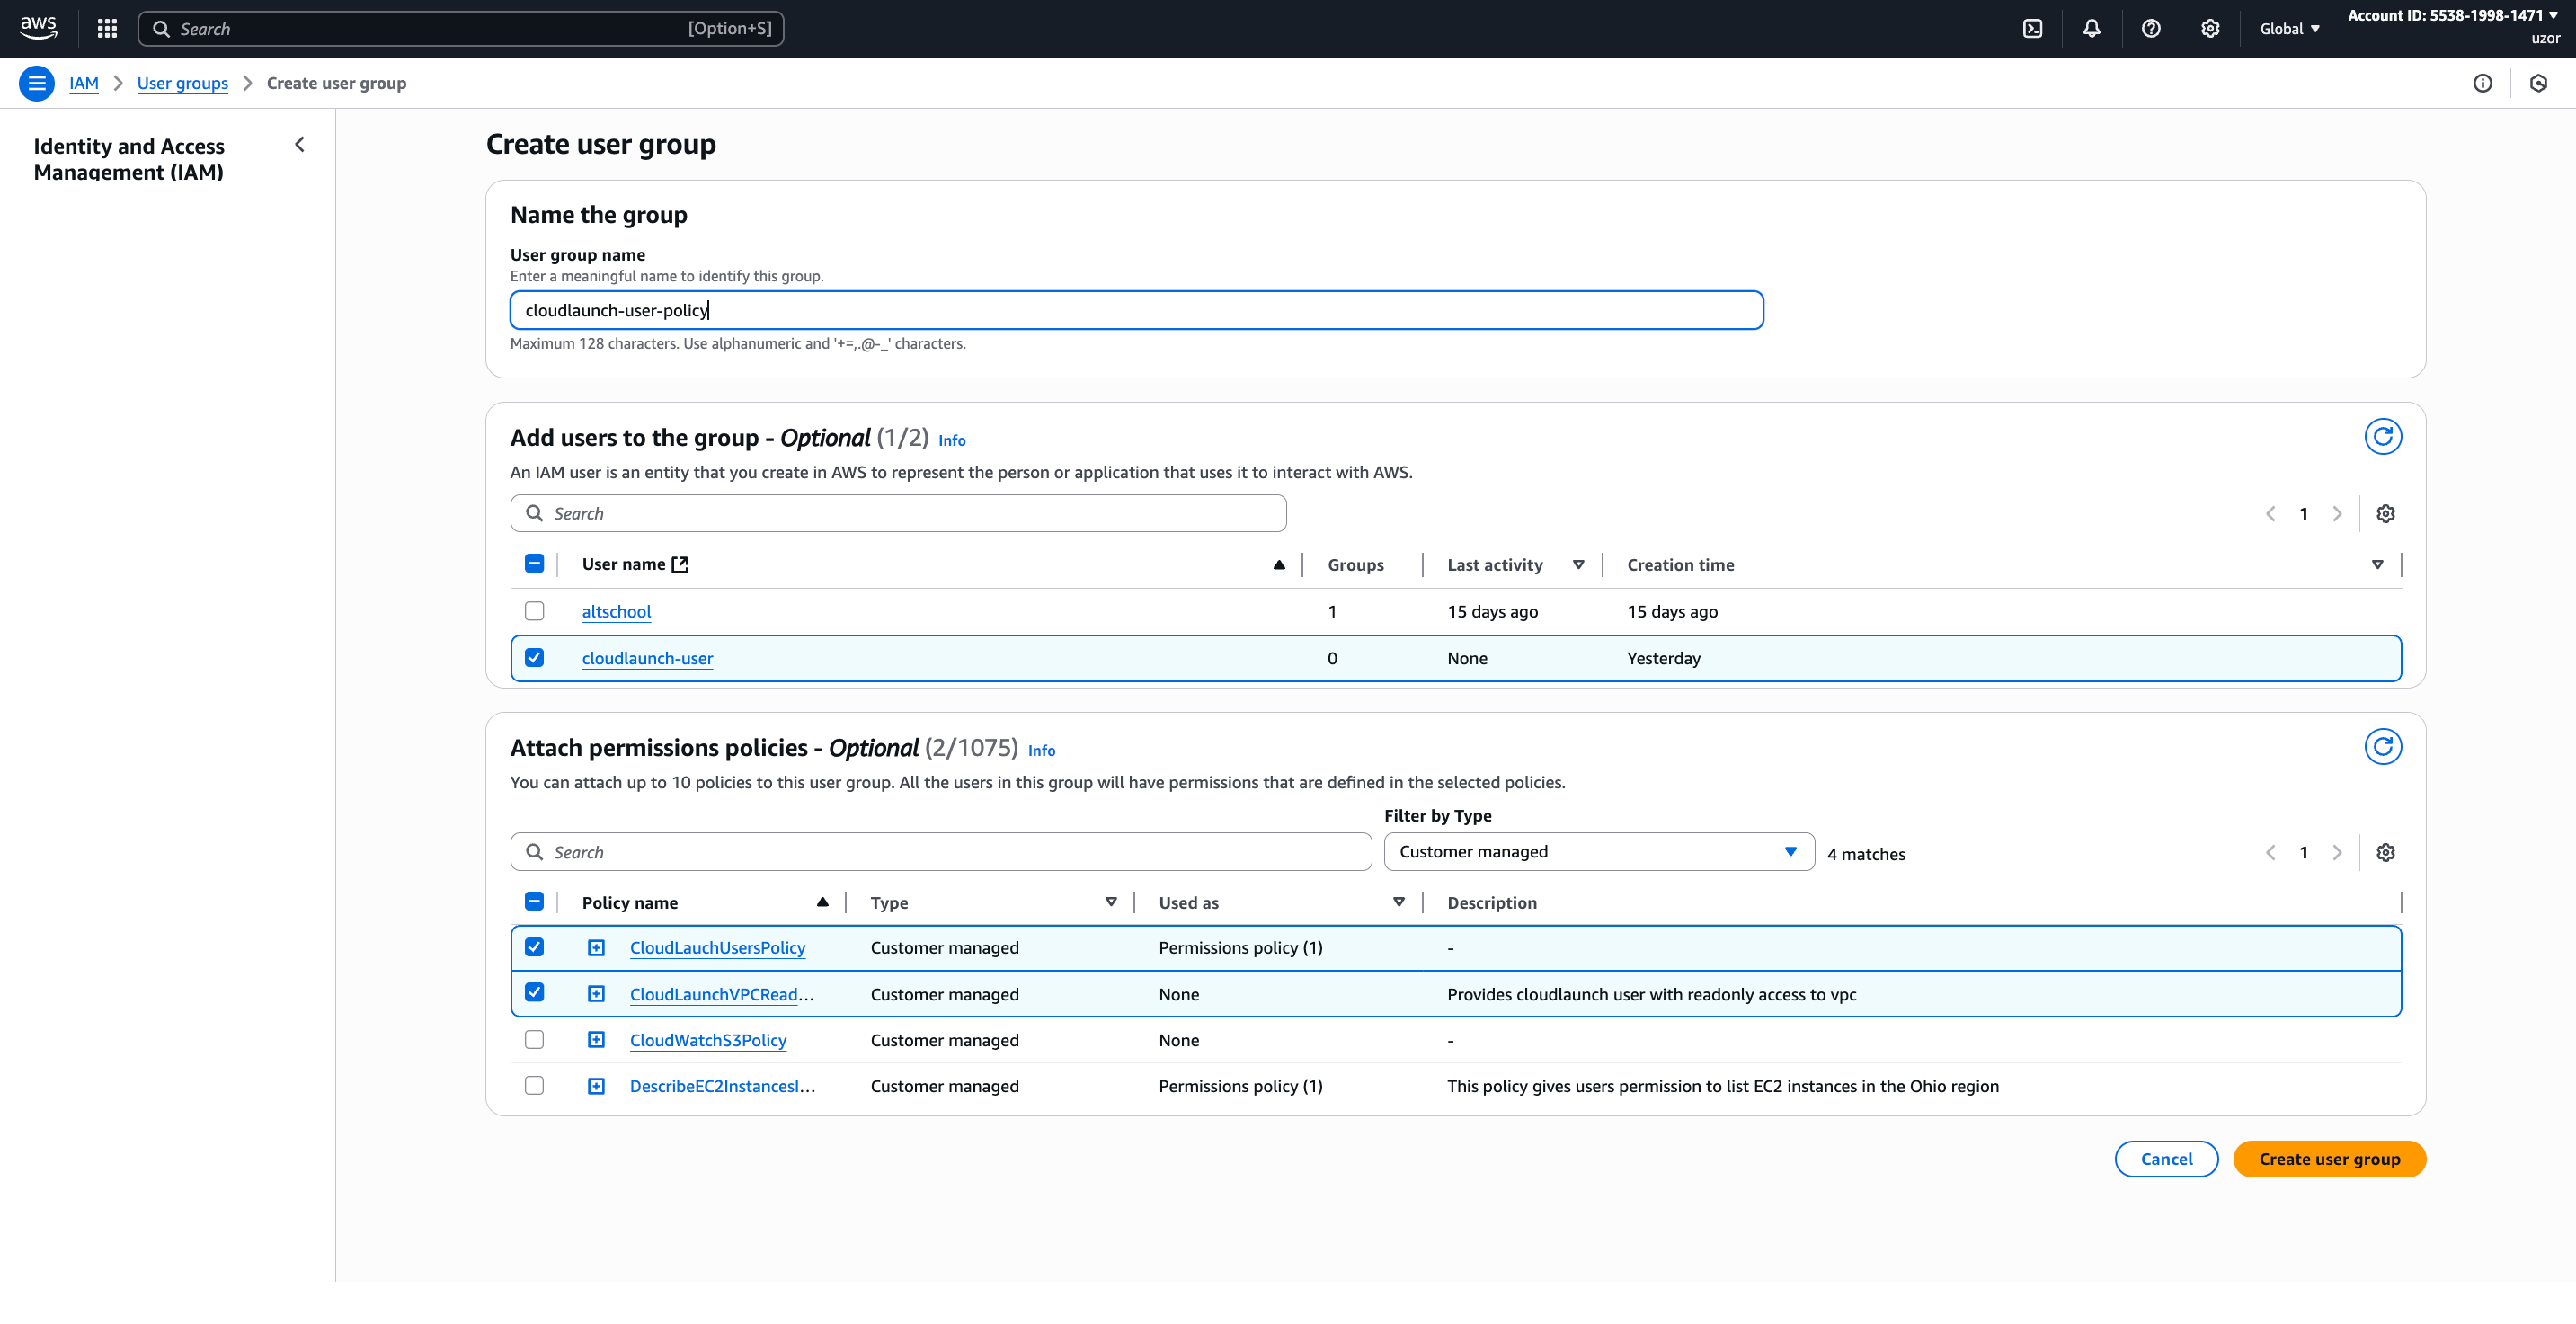 aws
Search [Option+S]
Global
Account ID: 5538-1998-1471
uzor
IAM User groups Create user group
Identity and Access
Management (IAM)
Create user group
Name the group
User group name
Enter a meaningful name to identify this group.
cloudlaunch-user-policy
Maximum 128 characters. Use alphanumeric and '+=,.@-_' characters.
Add users to the group - Optional (1/2) Info
An IAM user is an entity that you create in AWS to represent the person or application that uses it to interact with AWS.
Search
1
User name Groups Last activity Creation time
altschool 1 15 days ago 15 days ago
cloudlaunch-user 0 None Yesterday
Attach permissions policies - Optional (2/1075) Info
You can attach up to 10 policies to this user group. All the users in this group will have permissions that are defined in the selected policies.
Filter by Type
Search Customer managed 4 matches 1
Policy name Type Used as Description
CloudLauchUsersPolicy Customer managed Permissions policy (1) -
CloudLaunchVPCRead... Customer managed None Provides cloudlaunch user with readonly access to vpc
CloudWatchS3Policy Customer managed None -
DescribeEC2InstancesI... Customer managed Permissions policy (1) This policy gives users permission to list EC2 instances in the Ohio region
Cancel Create user group